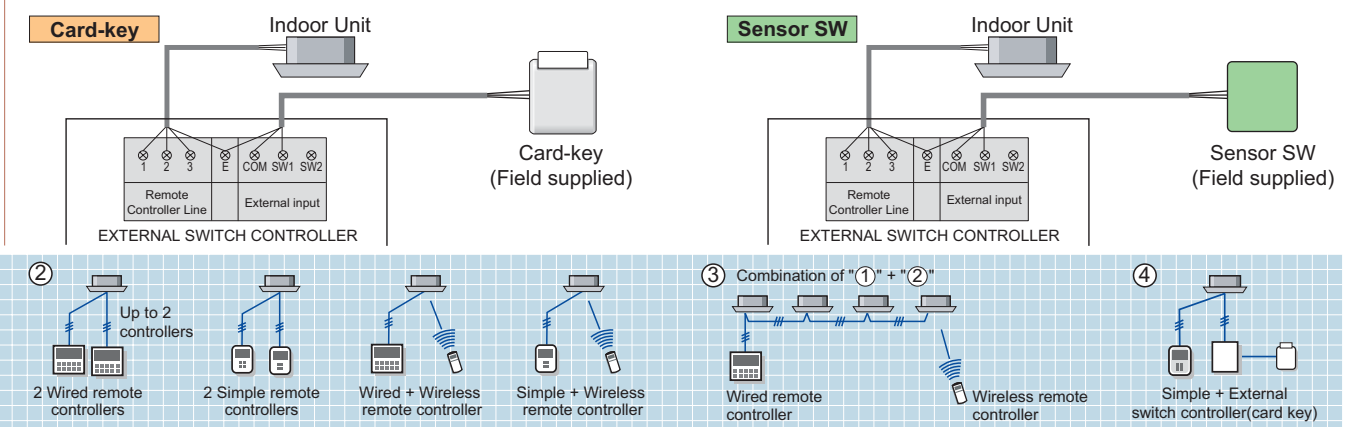 Card-key
Indoor Unit
Card-key
(Field supplied)
1 2 3 E COM SW1 SW2
Remote
Controller Line
External input
EXTERNAL SWITCH CONTROLLER
Sensor SW
Indoor Unit
Sensor SW
(Field supplied)
1 2 3 E COM SW1 SW2
Remote
Controller Line
External input
EXTERNAL SWITCH CONTROLLER
②
Up to 2
controllers
2 Wired remote
controllers
2 Simple remote
controllers
Wired + Wireless
remote controller
Simple + Wireless
remote controller
③ Combination of "①" + "②"
Wired remote
controller
Wireless remote
controller
④
Simple + External
switch controller(card key)